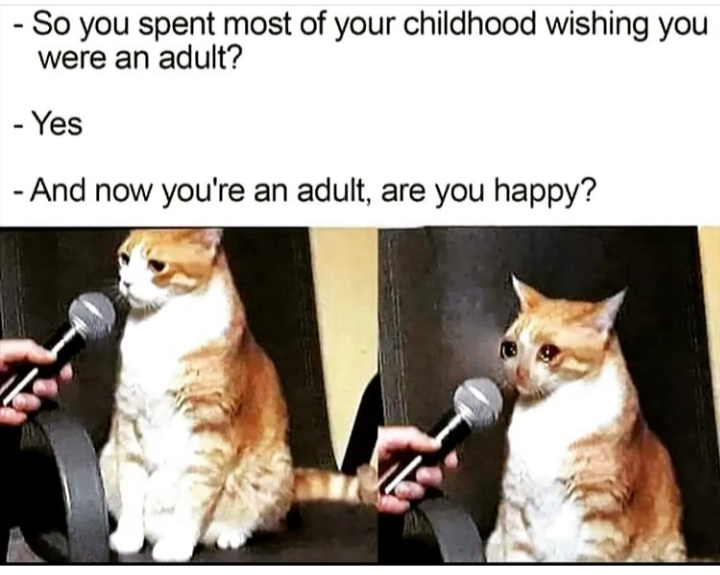 - So you spent most of your childhood wishing you
were an adult?
- Yes
- And now you're an adult, are you happy?